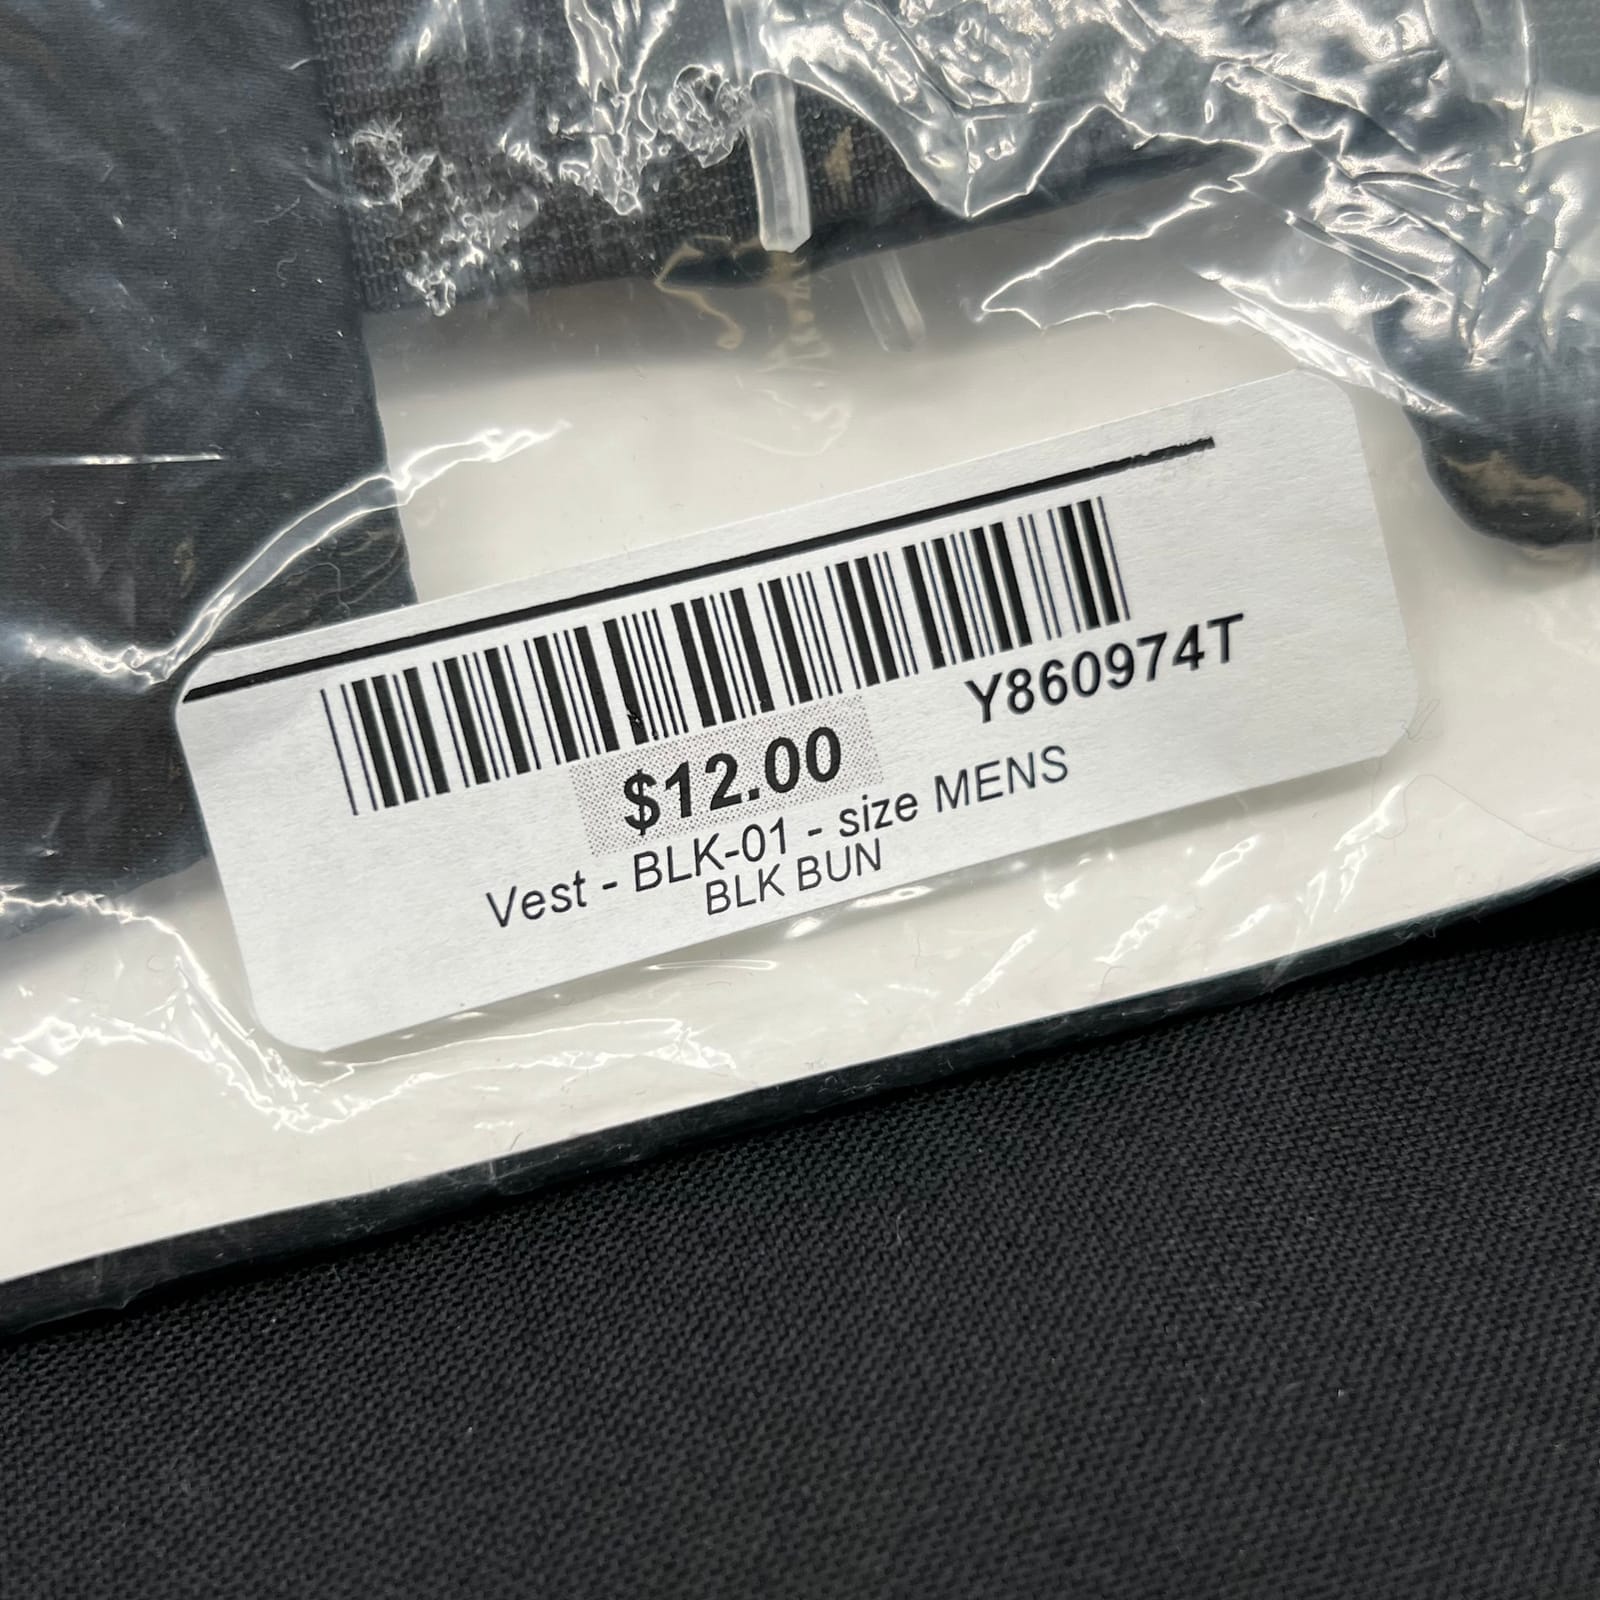 Y860974T
$12.00
Vest - BLK-01 - size MENS
BLK BUN